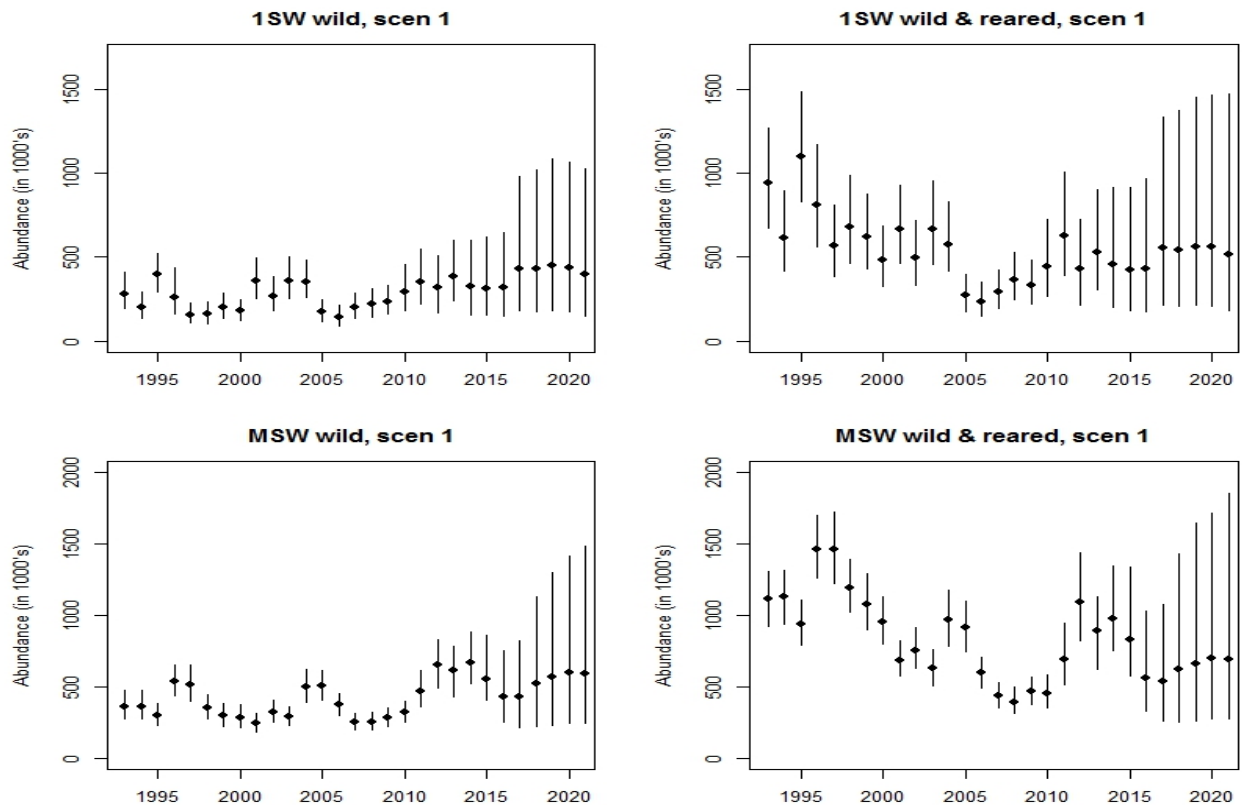 1SW wild, scen 1
Abundance (in 1000's)
1500
1000
500
0
1995 2000 2005 2010 2015 2020
1SW wild & reared, scen 1
Abundance (in 1000's)
1500
1000
500
0
1995 2000 2005 2010 2015 2020
MSW wild, scen 1
Abundance (in 1000's)
2000
1500
1000
500
0
1995 2000 2005 2010 2015 2020
MSW wild & reared, scen 1
Abundance (in 1000's)
2000
1500
1000
500
0
1995 2000 2005 2010 2015 2020